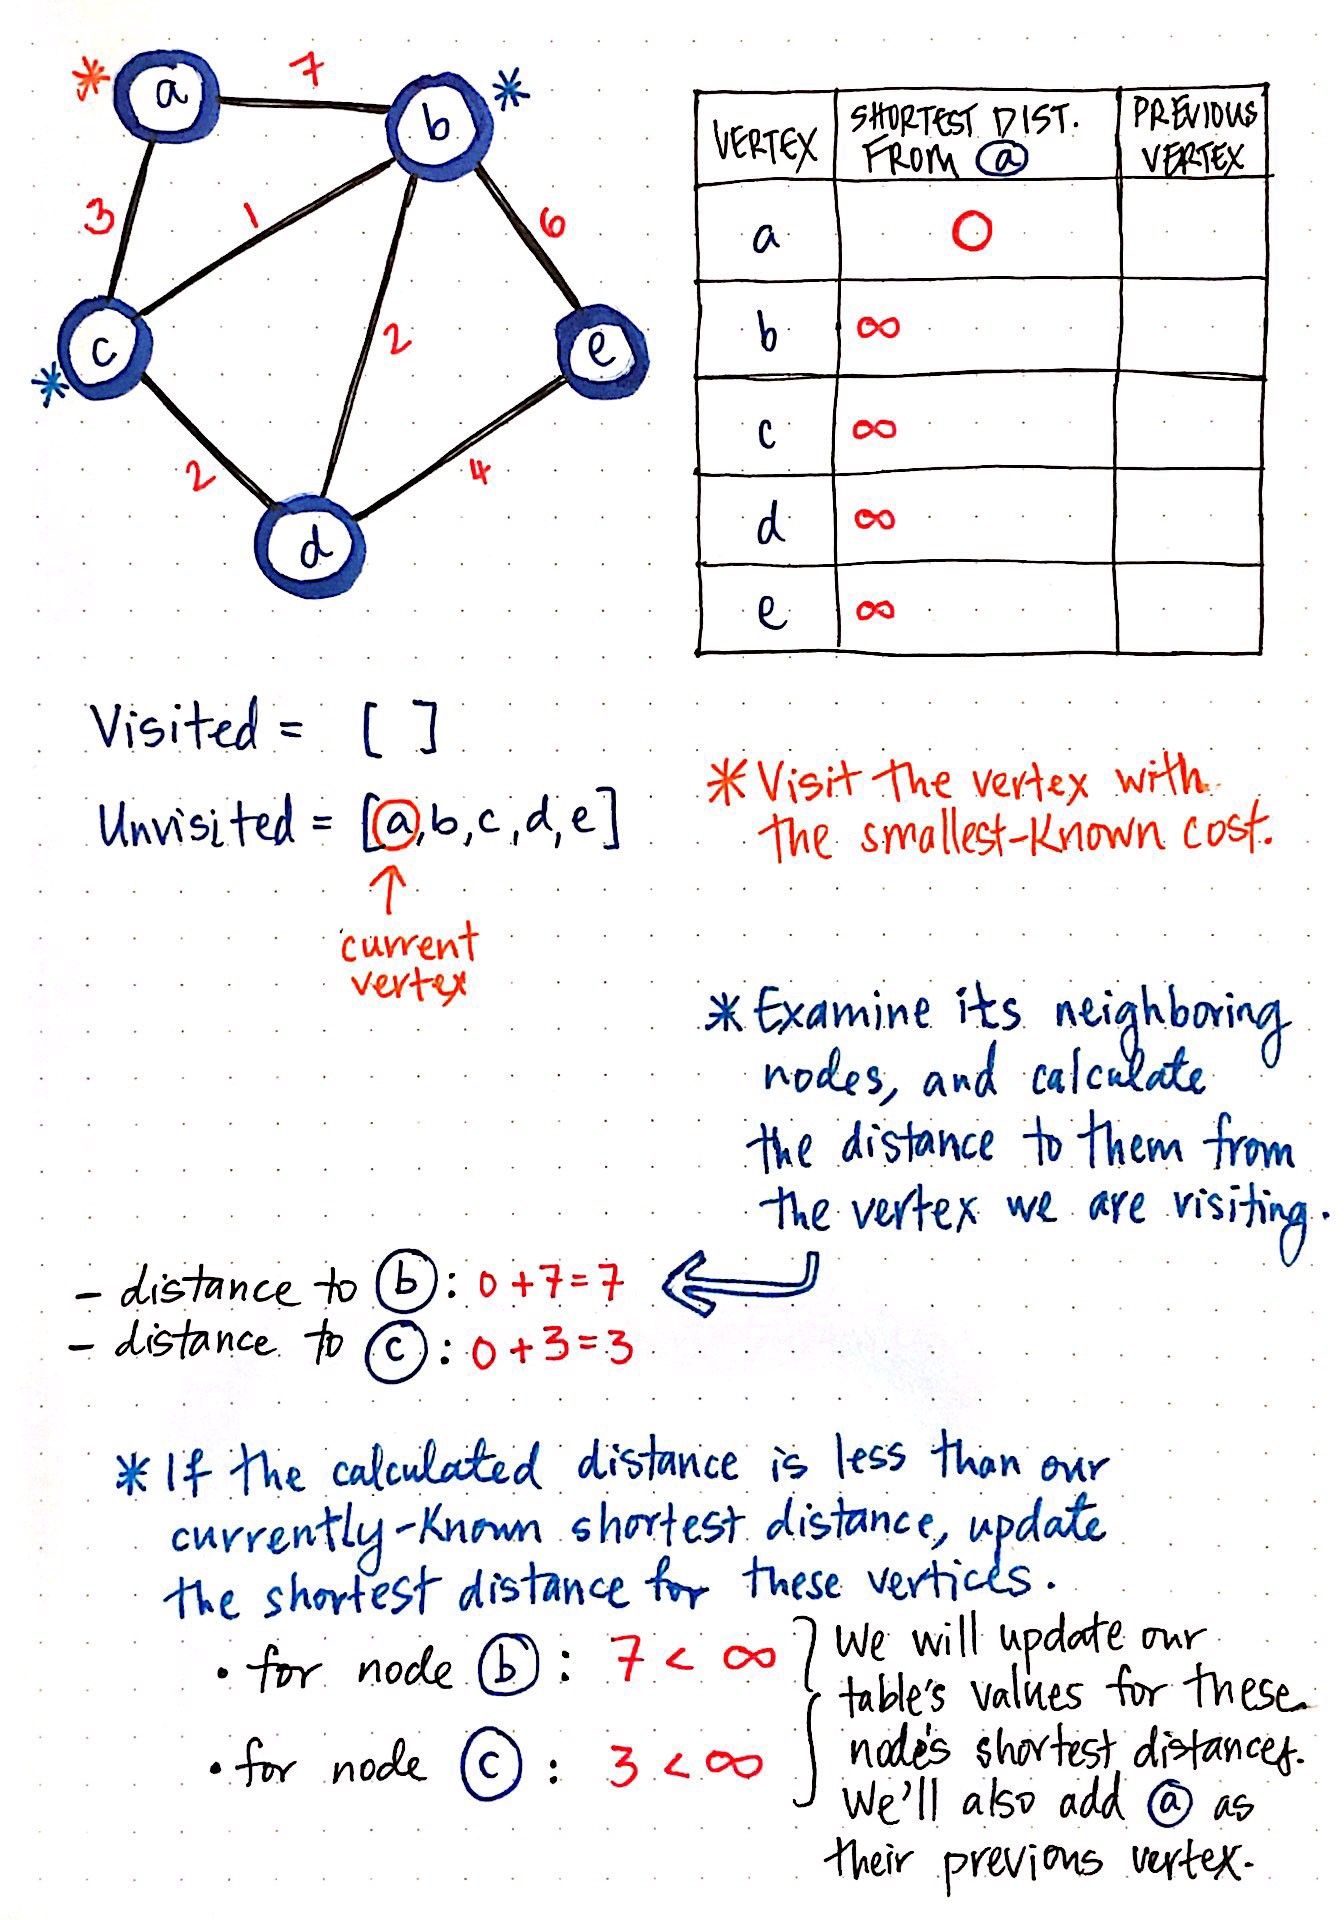 * a 7 b *
3 1 6
2
c e
*
2 4
d
VERTEX SHORTEST DIST. FROM a PREVIOUS VERTEX
a 0
b ∞
c ∞
d ∞
e ∞
Visited = [ ]
Unvisited = [a, b, c, d, e]
↑
current
vertex
* Visit the vertex with
the smallest-known cost.
* Examine its neighboring
nodes, and calculate
the distance to them from
the vertex we are visiting.
- distance to b : 0 + 7 = 7
- distance to c : 0 + 3 = 3
* If the calculated distance is less than our
currently-known shortest distance, update
the shortest distance for these vertices.
• for node b : 7 < ∞
• for node c : 3 < ∞
We will update our
table's values for these
node's shortest distances.
We'll also add a as
their previous vertex.